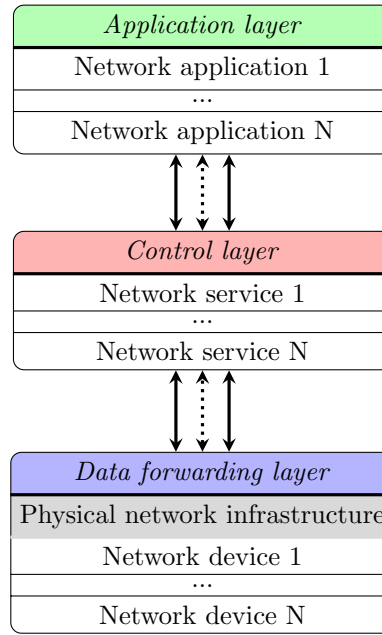 Application layer
Network application 1
...
Network application N
Control layer
Network service 1
...
Network service N
Data forwarding layer
Physical network infrastructure
Network device 1
...
Network device N